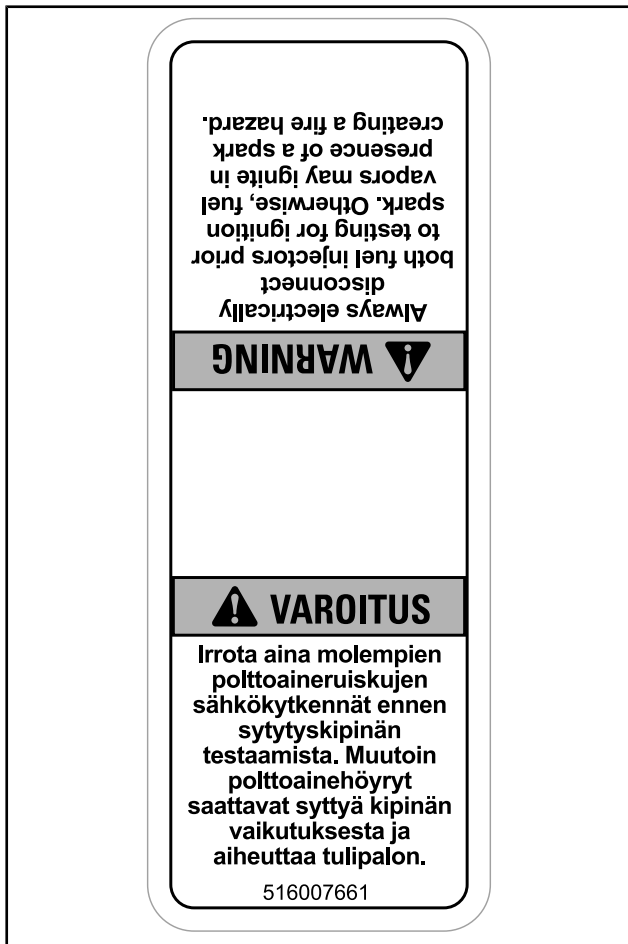 WARNING
Always electrically
disconnect
both fuel injectors prior
to testing for ignition
spark. Otherwise, fuel
vapors may ignite in
presence of a spark
creating a fire hazard.
VAROITUS
Irrota aina molempien
polttoaineruiskujen
sähkökytkennät ennen
sytytyskipinän
testaamista. Muutoin
polttoainehöyryt
saattavat syttyä kipinän
vaikutuksesta ja
aiheuttaa tulipalon.
516007661